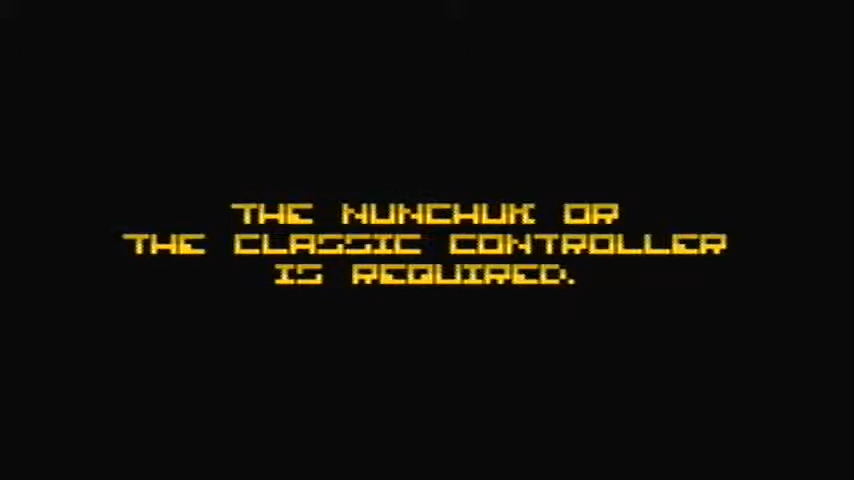 THE NUNCHUK OR
THE CLASSIC CONTROLLER
IS REQUIRED.